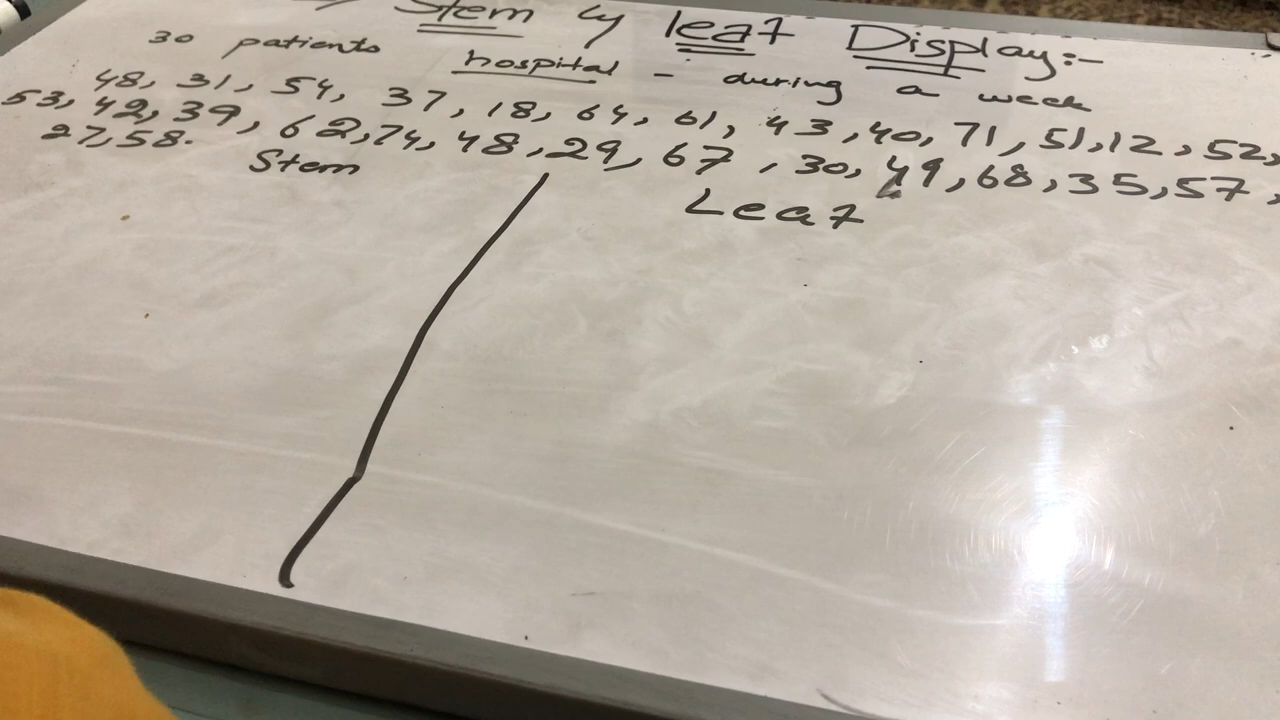 Stem & leaf Display:-
30 patients hospital - during a week
48, 31, 54, 37, 18, 64, 61, 43, 40, 71, 51, 12, 52,
53, 42, 39, 62, 74, 48, 29, 67, 30, 49, 68, 35, 57,
27, 58.
Stem Leaf